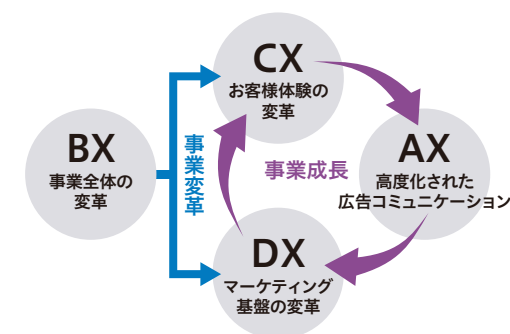 BX
事業全体の
変革
事業変革
CX
お客様体験の
変革
事業成長
AX
高度化された
広告コミュニケーション
DX
マーケティング
基盤の変革